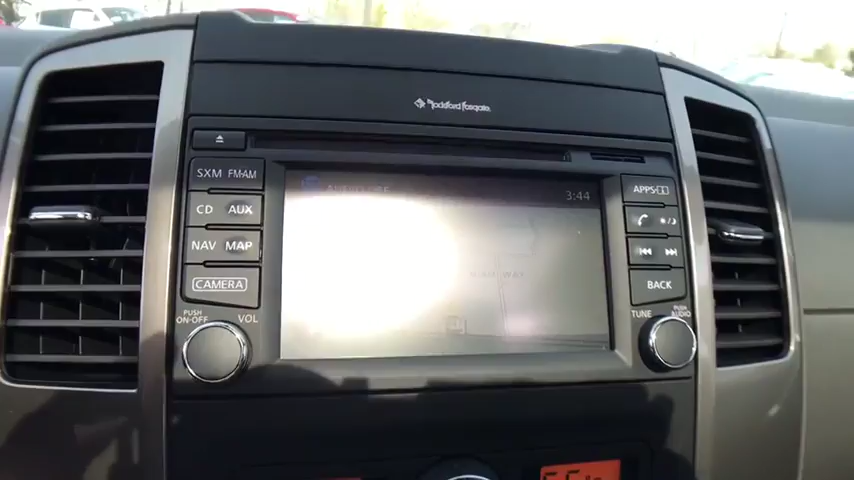 Rockford Fosgate
SXM FM·AM
CD AUX
NAV MAP
CAMERA
PUSH
ON·OFF
VOL
3:44
APPS·
BACK
TUNE
PUSH
AUDIO